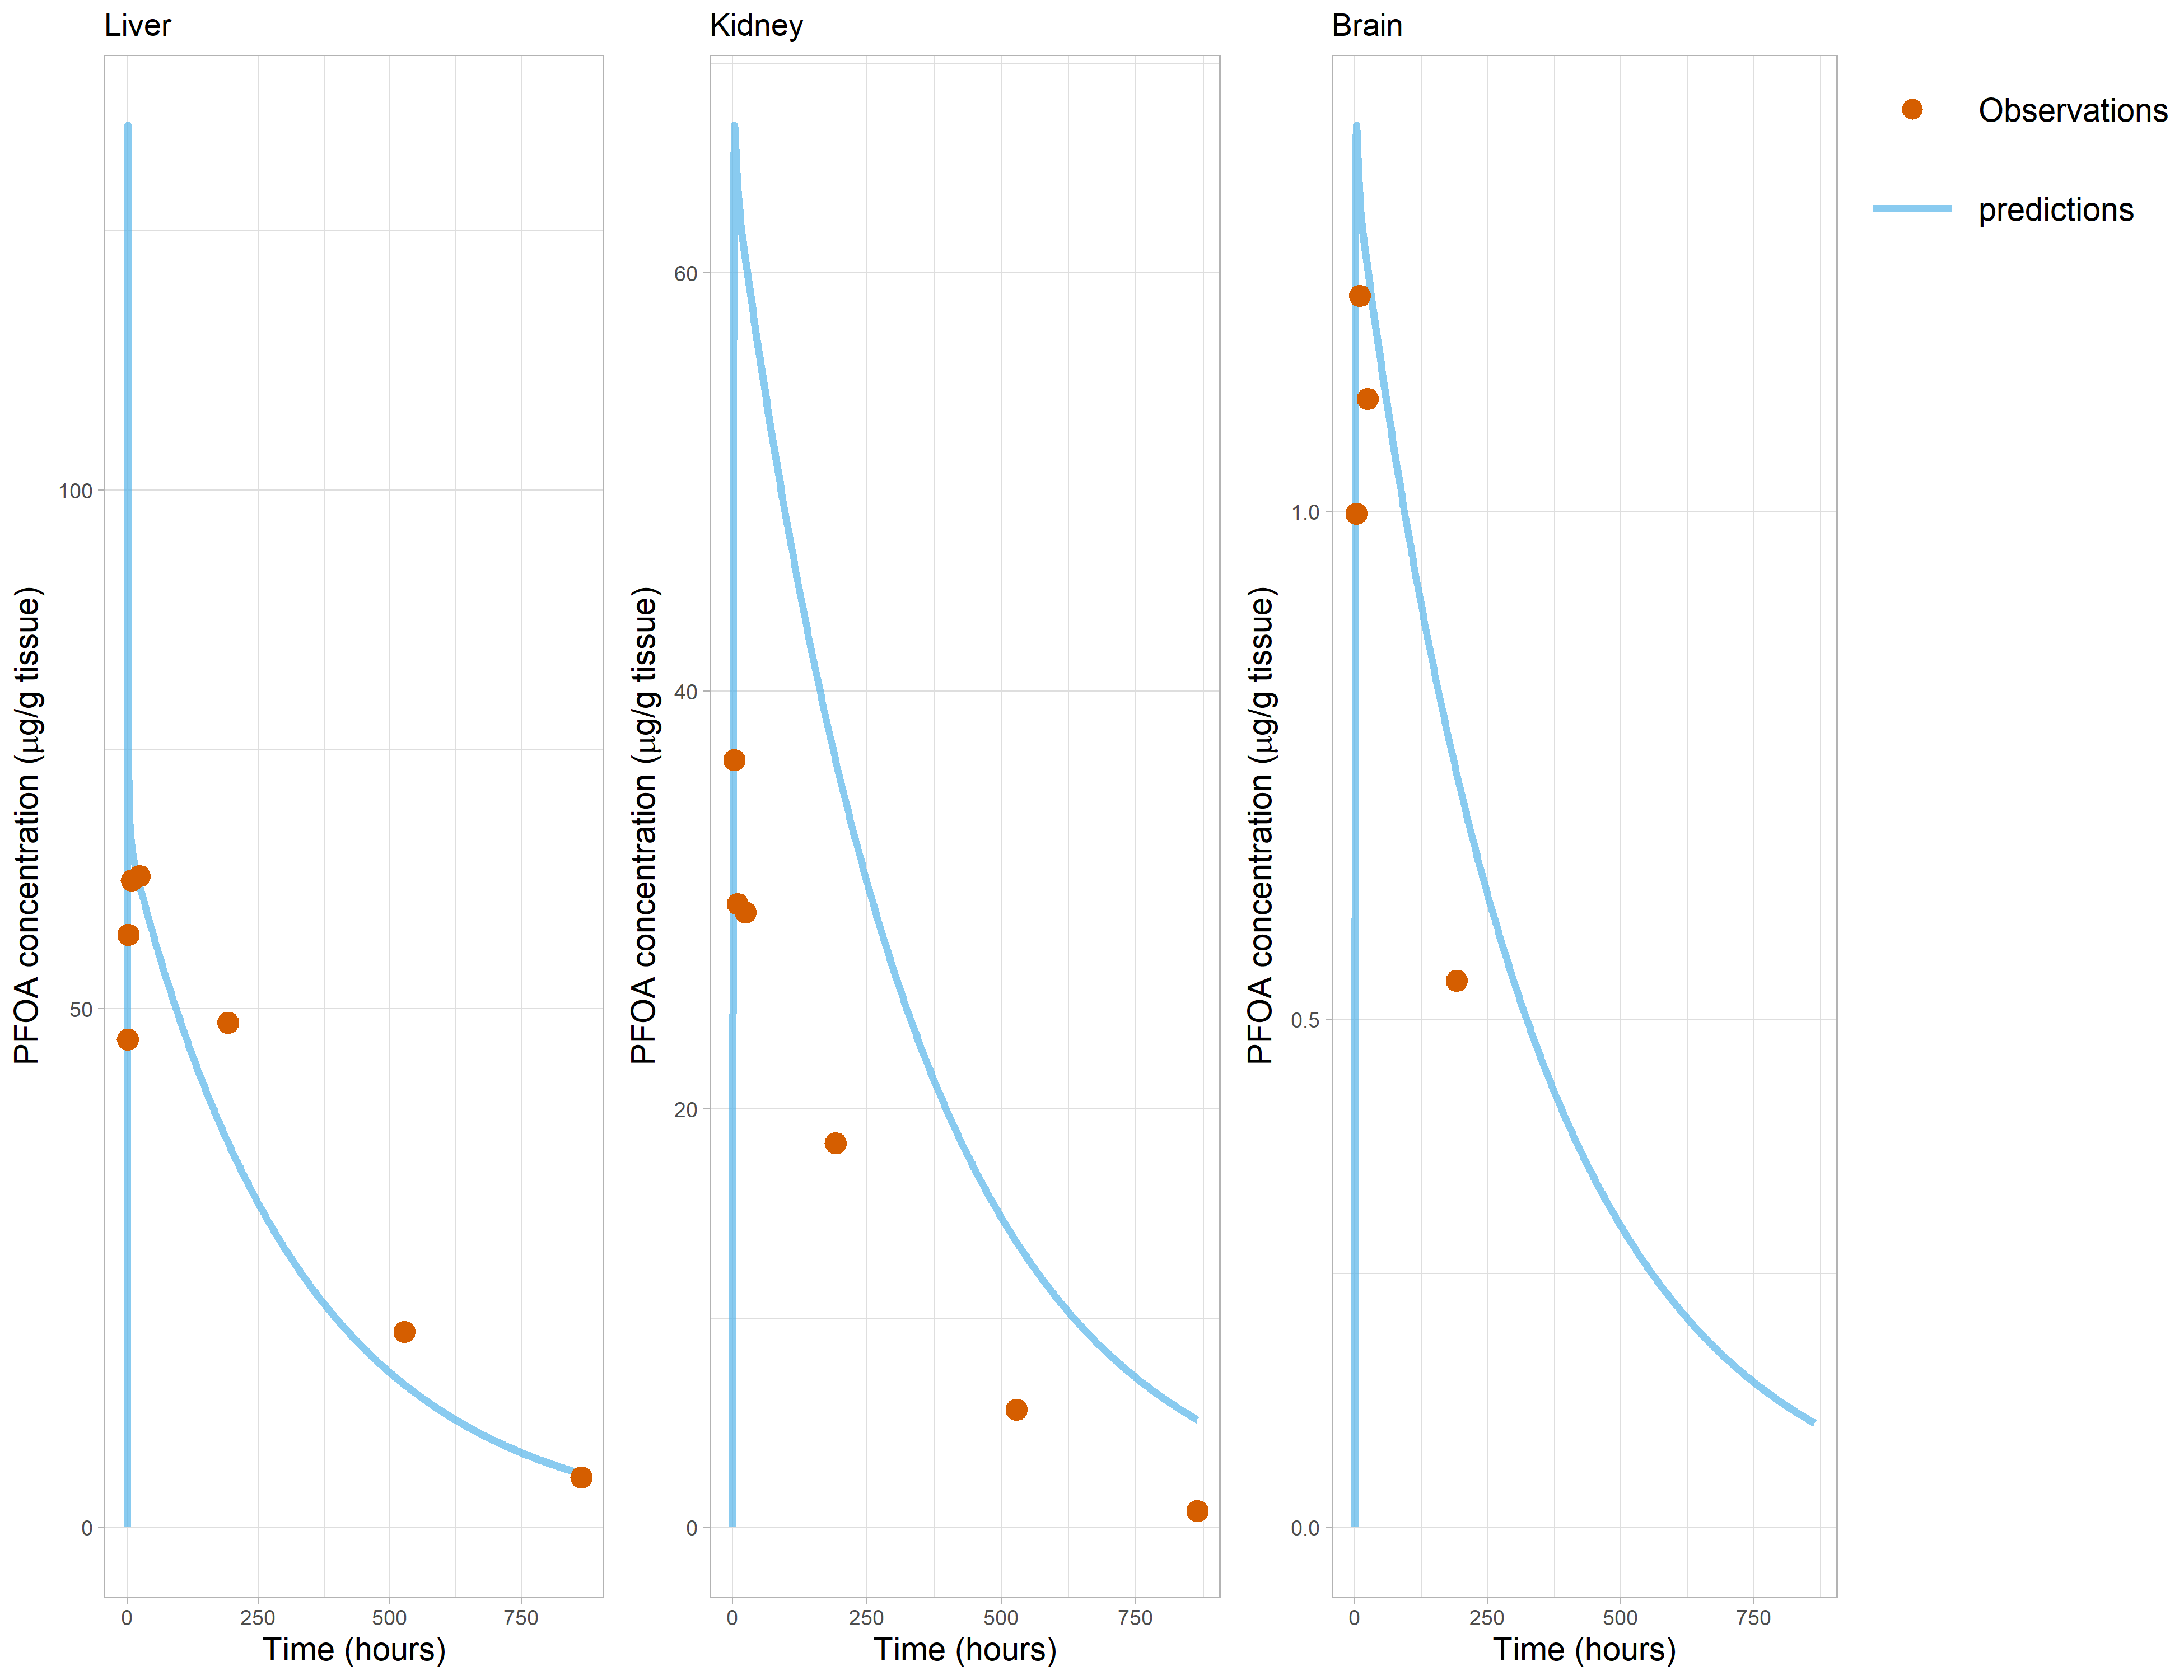 Liver
Kidney
Brain
Observations
predictions
PFOA concentration (μg/g tissue)
100
50
0
0 250 500 750
Time (hours)
PFOA concentration (μg/g tissue)
60
40
20
0
0 250 500 750
Time (hours)
PFOA concentration (μg/g tissue)
1.0
0.5
0.0
0 250 500 750
Time (hours)